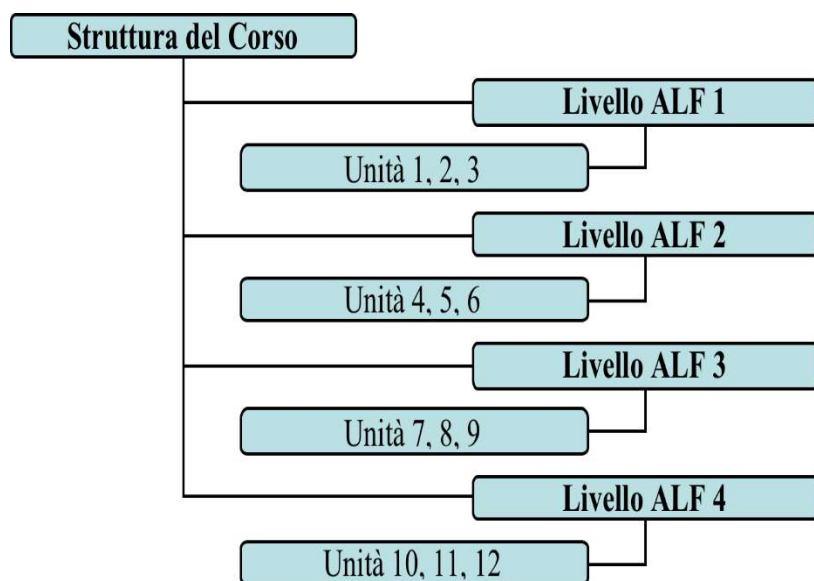 Struttura del Corso
Livello ALF 1
Unità 1, 2, 3
Livello ALF 2
Unità 4, 5, 6
Livello ALF 3
Unità 7, 8, 9
Livello ALF 4
Unità 10, 11, 12